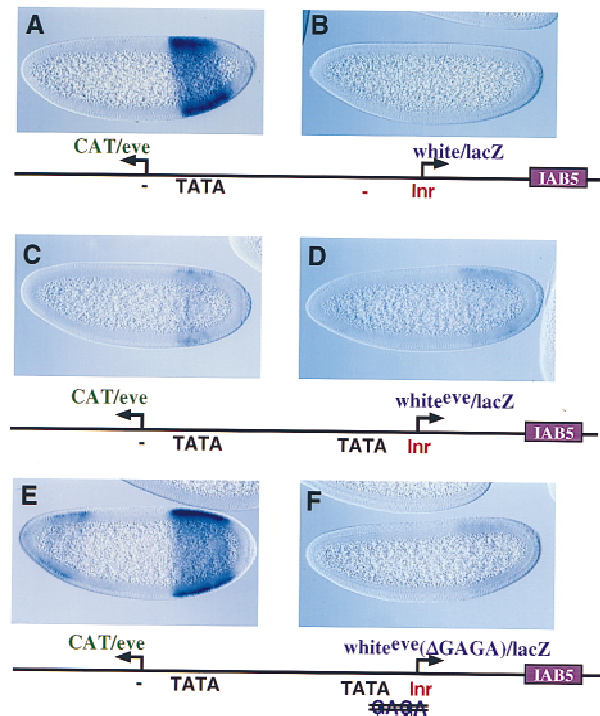 A B
CAT/eve white/lacZ
- TATA - Inr IAB5
C D
CAT/eve white^eve/lacZ
- TATA TATA Inr IAB5
E F
CAT/eve white^eve(ΔGAGA)/lacZ
- TATA TATA Inr IAB5
GAGA